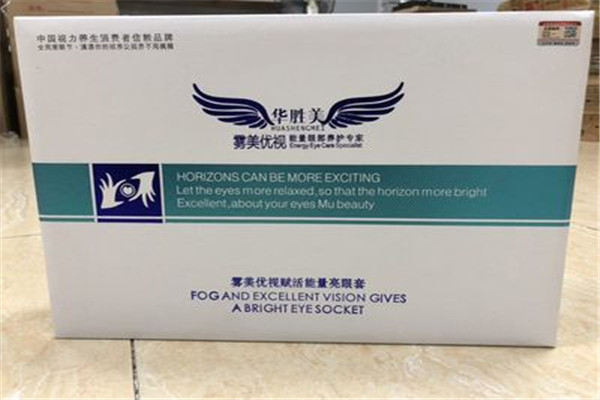 中国视力养生消费者信教品牌
华胜美
HUASHENGMEI
雾美优视 能量眼部养护专家
Energy Eye Care Specialist
HORIZONS CAN BE MORE EXCITING
Let the eyes more relaxed, so that the horizon more bright
Excellent, about your eyes Mu beauty
雾美优视赋活能量亮眼套
FOG AND EXCELLENT VISION GIVES
A BRIGHT EYE SOCKET